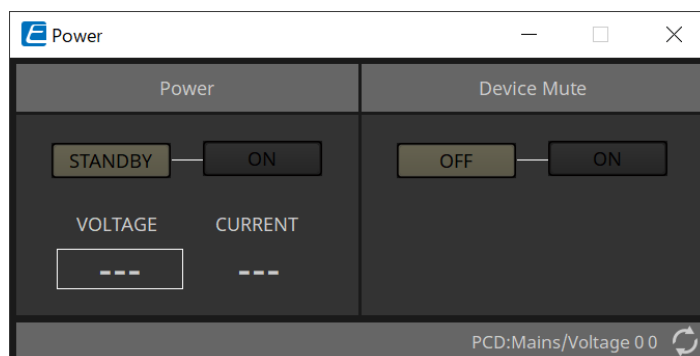 Power
Power
Device Mute
STANDBY
ON
OFF
ON
VOLTAGE
CURRENT
---
---
PCD:Mains/Voltage 0 0